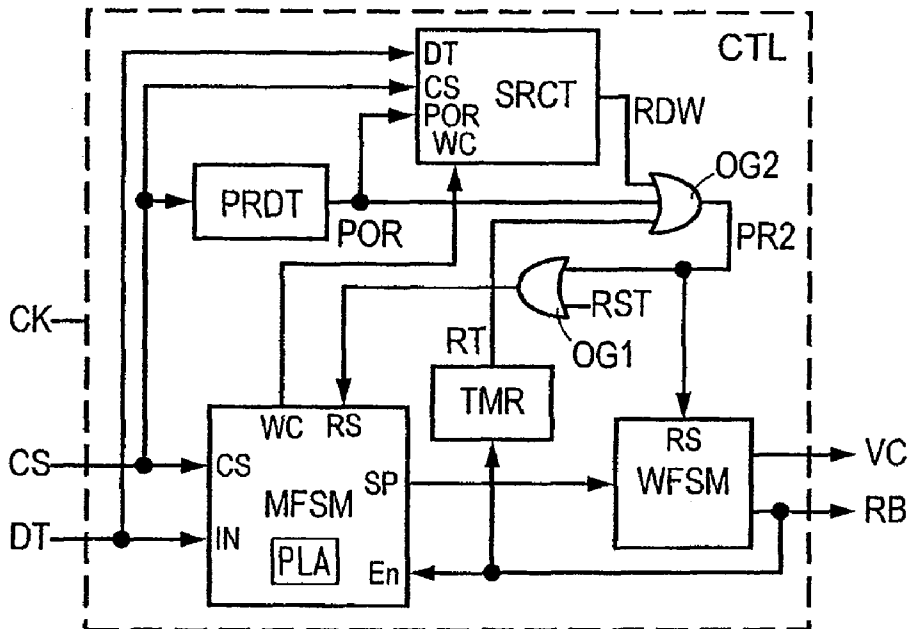 CTL
DT
CS
POR
WC
SRCT
RDW
OG2
PRDT
POR
PR2
RST
OG1
CK
RT
TMR
WC
RS
CS
CS
SP
MFSM
RS
WFSM
VC
RB
DT
IN
PLA
En